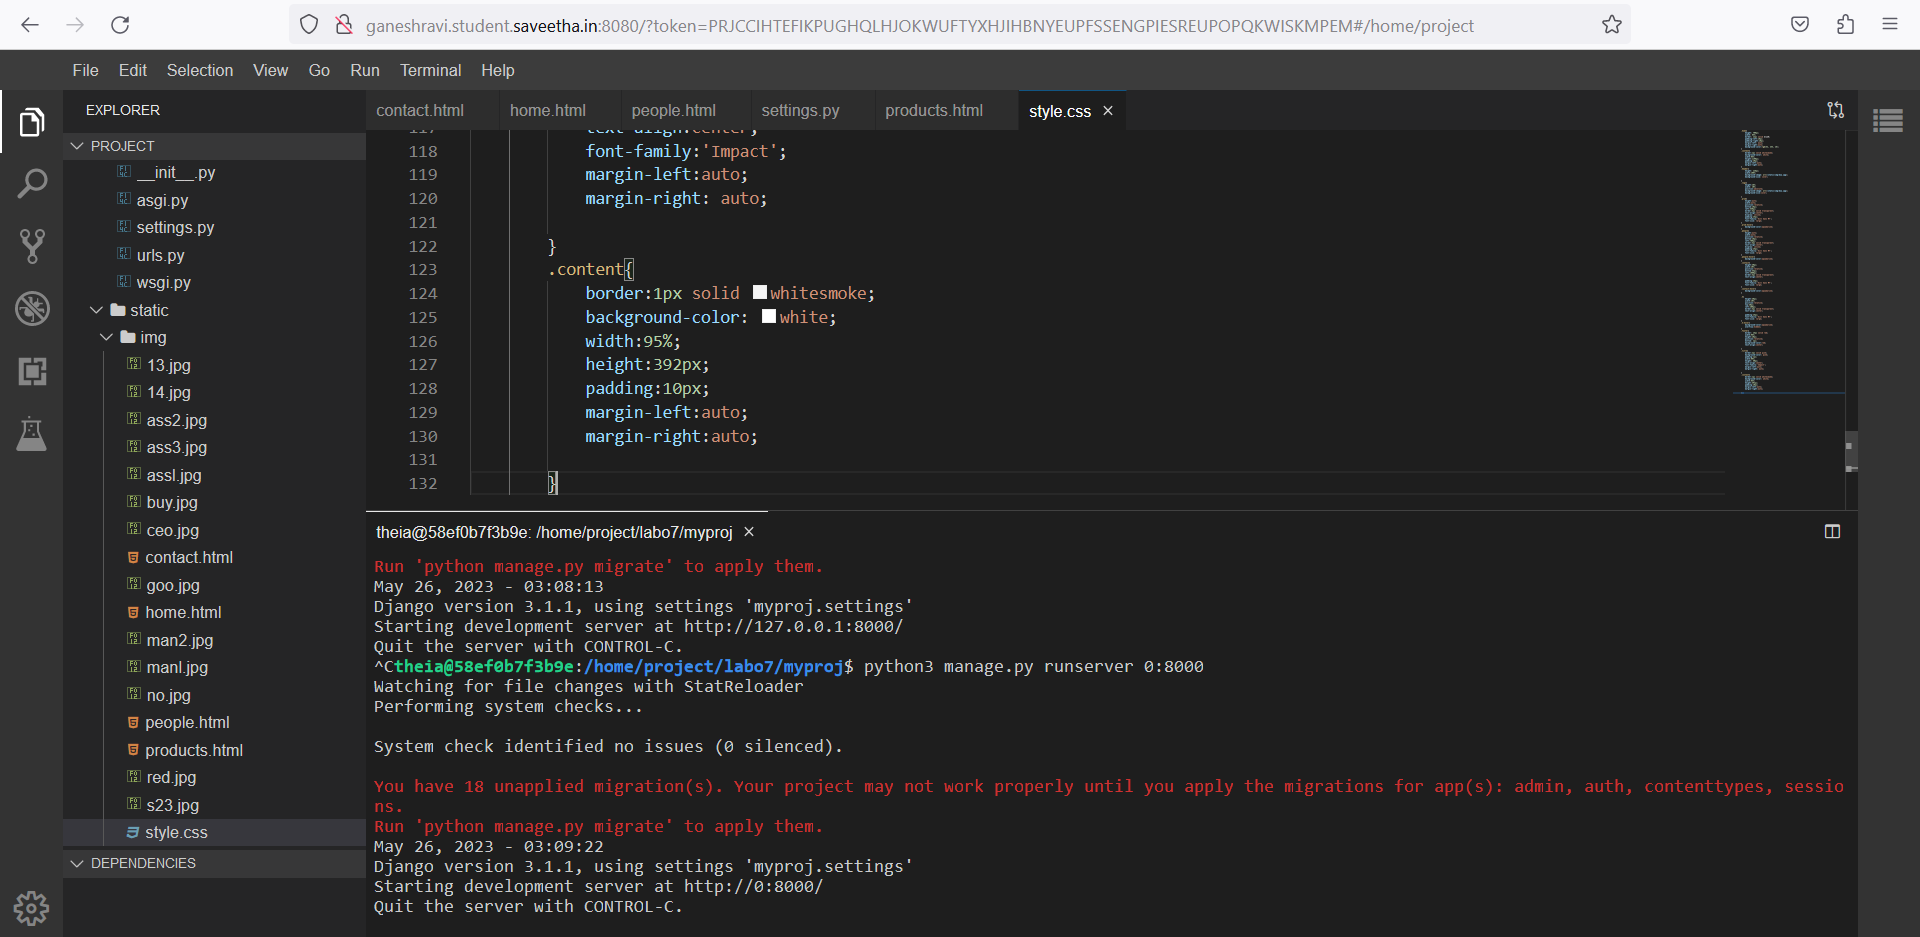 ganeshravi.student.saveetha.in:8080/?token=PRJCCIHTEFIKPUGHQLHJOKWUFTYXHJIHBNYEUPFSSENGPIESREUPOPQKWISKMPEM#/home/project
File Edit Selection View Go Run Terminal Help
EXPLORER
PROJECT
__init__.py
asgi.py
settings.py
urls.py
wsgi.py
static
img
13.jpg
14.jpg
ass2.jpg
ass3.jpg
assl.jpg
buy.jpg
ceo.jpg
contact.html
goo.jpg
home.html
man2.jpg
manl.jpg
no.jpg
people.html
products.html
red.jpg
s23.jpg
style.css
DEPENDENCIES
contact.html home.html people.html settings.py products.html style.css
117 text-align:center;
118 font-family:'Impact';
119 margin-left:auto;
120 margin-right: auto;
121
122 }
123 .content{
124 border:1px solid whitesmoke;
125 background-color: white;
126 width:95%;
127 height:392px;
128 padding:10px;
129 margin-left:auto;
130 margin-right:auto;
131
132 }
theia@58ef0b7f3b9e: /home/project/labo7/myproj
Run 'python manage.py migrate' to apply them.
May 26, 2023 - 03:08:13
Django version 3.1.1, using settings 'myproj.settings'
Starting development server at http://127.0.0.1:8000/
Quit the server with CONTROL-C.
^Ctheia@58ef0b7f3b9e:/home/project/labo7/myproj$ python3 manage.py runserver 0:8000
Watching for file changes with StatReloader
Performing system checks...
System check identified no issues (0 silenced).
You have 18 unapplied migration(s). Your project may not work properly until you apply the migrations for app(s): admin, auth, contenttypes, sessio
ns.
Run 'python manage.py migrate' to apply them.
May 26, 2023 - 03:09:22
Django version 3.1.1, using settings 'myproj.settings'
Starting development server at http://0:8000/
Quit the server with CONTROL-C.